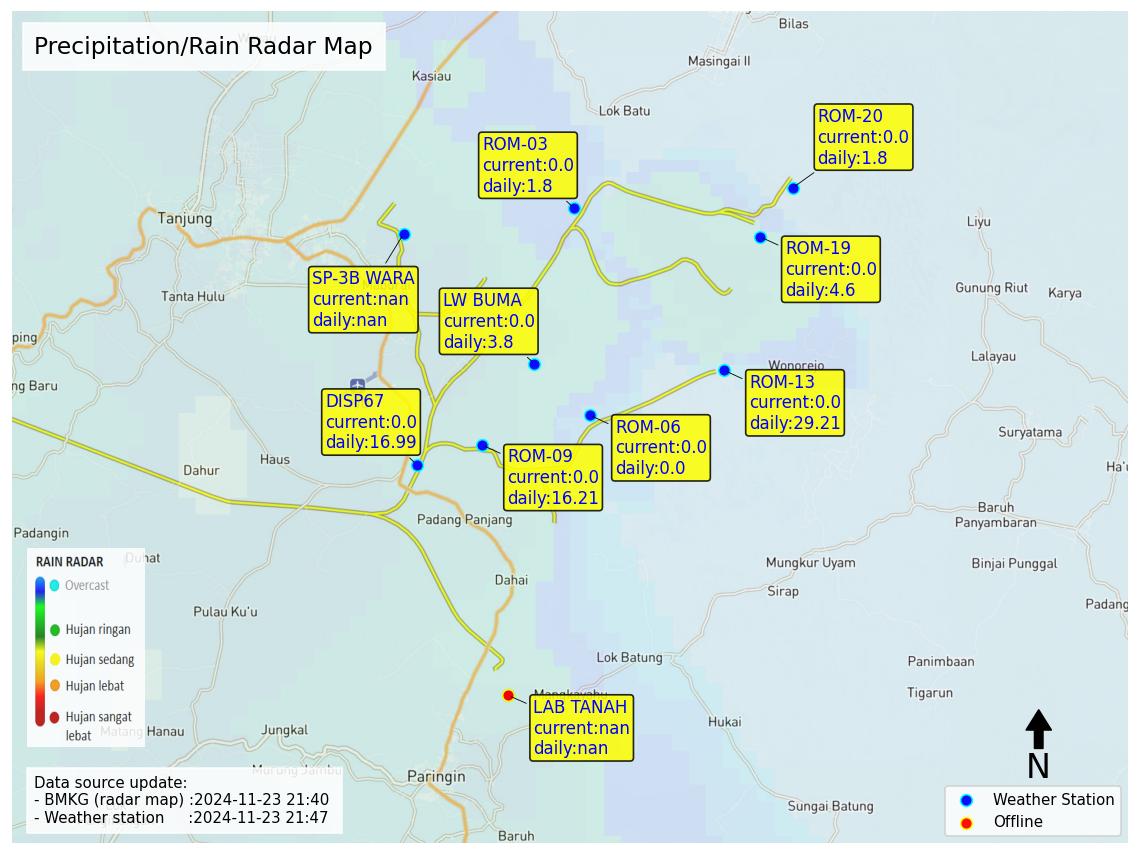 Precipitation/Rain Radar Map
Bilas
Masingai II
Kasiau
Lok Batu
ROM-20
current:0.0
daily:1.8
ROM-03
current:0.0
daily:1.8
Tanjung
Liyu
ROM-19
current:0.0
daily:4.6
SP-3B WARA
current:nan
daily:nan
Tanta Hulu
LW BUMA
current:0.0
daily:3.8
Gunung Riut
Karya
ping
Lalayau
Wonorejo
ng Baru
ROM-13
current:0.0
daily:29.21
DISP67
current:0.0
daily:16.99
ROM-06
current:0.0
daily:0.0
Suryatama
ROM-09
current:0.0
daily:16.21
Haus
Dahur
Ha'u
Baruh
Panyambaran
Padang Panjang
Padangin
Duhat
Mungkur Uyam
Binjai Punggal
Dahai
Sirap
Padang
Pulau Ku'u
RAIN RADAR
Overcast
Hujan ringan
Hujan sedang
Hujan lebat
Hujan sangat
lebat
Lok Batung
Panimbaan
Tigarun
Mangkayahu
LAB TANAH
current:nan
daily:nan
Hukai
Matang Hanau
Jungkal
Murung Jambu
Paringin
N
Sungai Batung
Baruh
Data source update:
- BMKG (radar map) :2024-11-23 21:40
- Weather station :2024-11-23 21:47
Weather Station
Offline